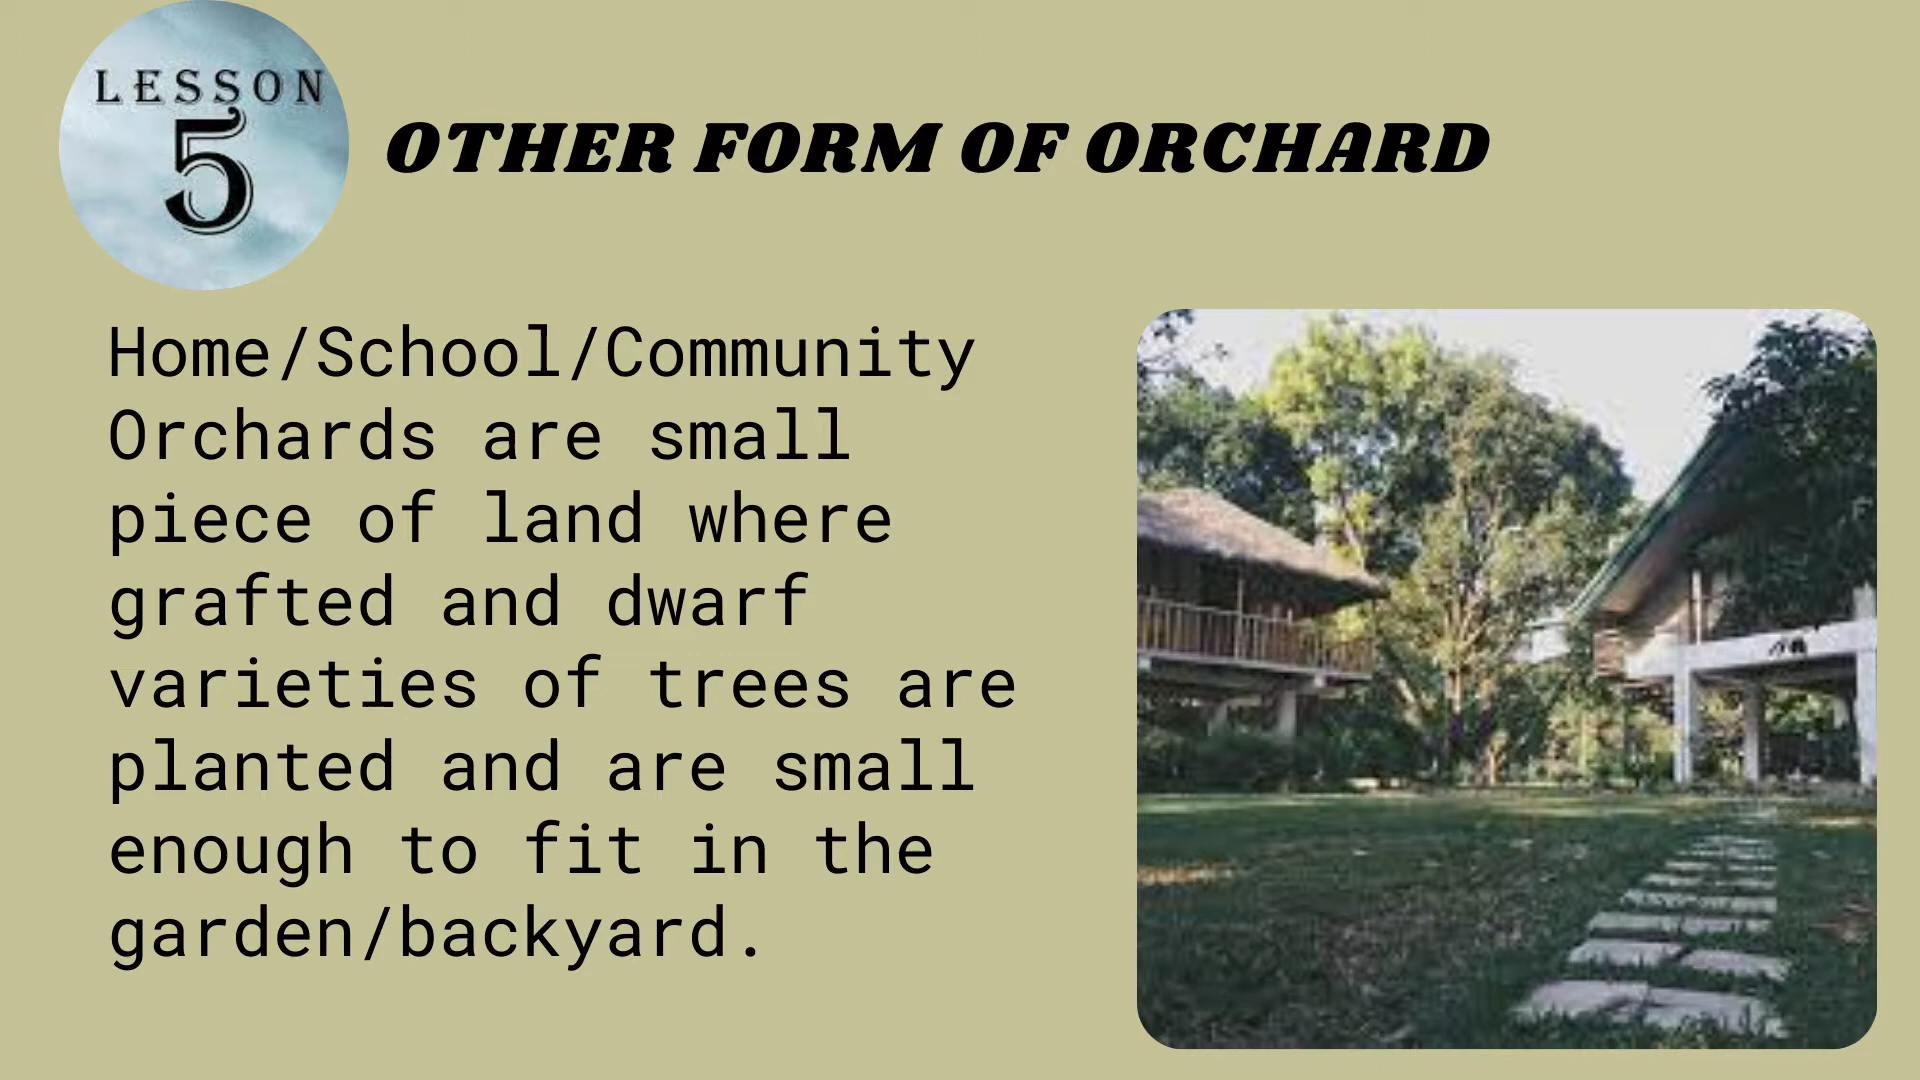 LESSON
5
OTHER FORM OF ORCHARD
Home/School/Community
Orchards are small
piece of land where
grafted and dwarf
varieties of trees are
planted and are small
enough to fit in the
garden/backyard.